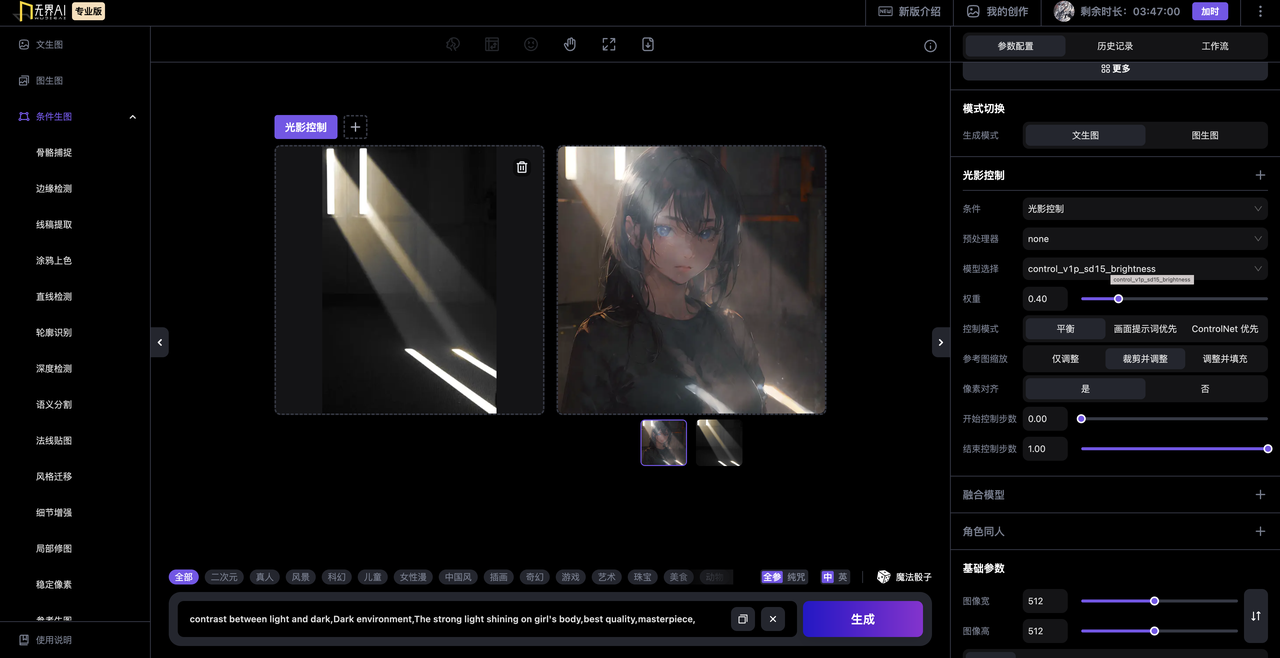 无界AI 专业版
NEW 新版介绍 我的创作 剩余时长：03:47:00 加时
文生图
图生图
条件生图
骨骼捕捉
边缘检测
线稿提取
涂鸦上色
直线检测
轮廓识别
深度检测
语义分割
法线贴图
风格迁移
细节增强
局部修图
稳定像素
参考生图
使用说明
光影控制
全部 二次元 真人 风景 科幻 儿童 女性漫 中国风 插画 奇幻 游戏 艺术 珠宝 美食 动物 全参 纯咒 中 英 魔法骰子
contrast between light and dark,Dark environment,The strong light shining on girl's body,best quality,masterpiece,
生成
参数配置 历史记录 工作流
更多
模式切换
生成模式 文生图 图生图
光影控制
条件 光影控制
预处理器 none
模型选择 control_v1p_sd15_brightness
control_v1p_sd15_brightness
权重 0.40
控制模式 平衡 画面提示词优先 ControlNet 优先
参考图缩放 仅调整 裁剪并调整 调整并填充
像素对齐 是 否
开始控制步数 0.00
结束控制步数 1.00
融合模型
角色同人
基础参数
图像宽 512
图像高 512